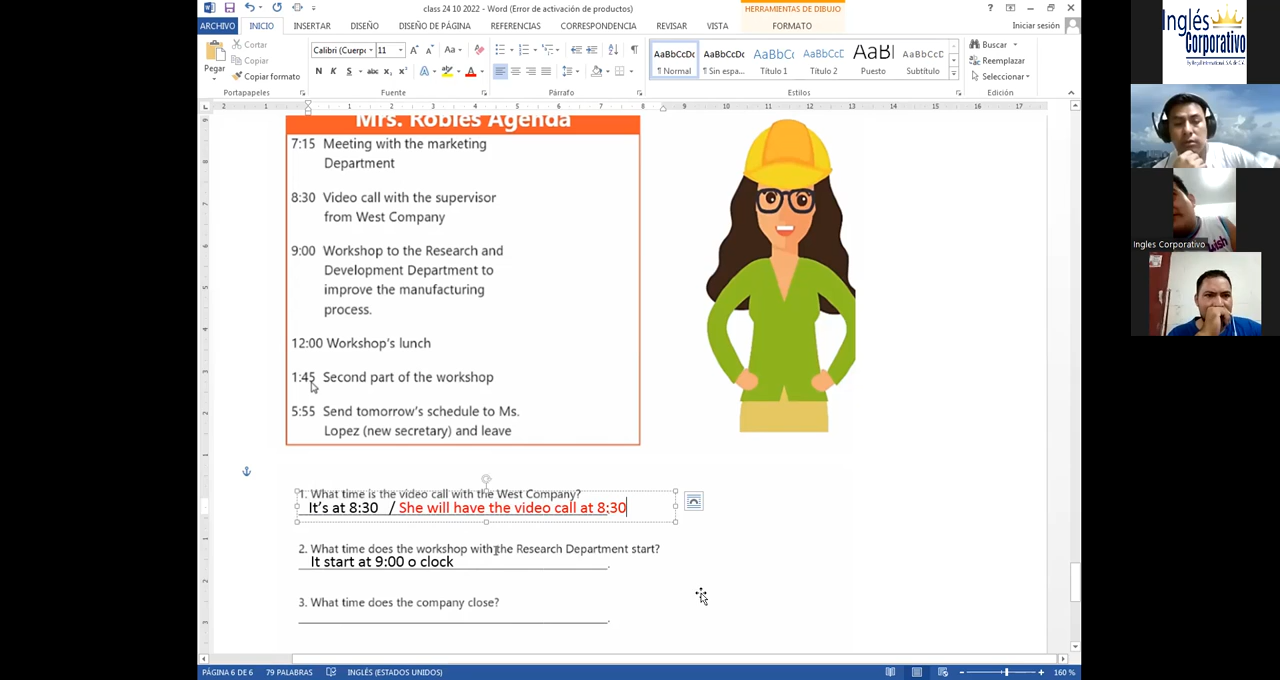 class 24 10 2022 - Word (Error de activación de productos)
HERRAMIENTAS DE DIBUJO
ARCHIVO INICIO INSERTAR DISEÑO DISEÑO DE PÁGINA REFERENCIAS CORRESPONDENCIA REVISAR VISTA FORMATO Iniciar sesión
Pegar
Cortar
Copiar
Copiar formato
Calibri (Cuerpo 11
AaBbCcDc AaBbCcDc AaBbCc AaBbCcD AaBl AaBbCcD
¶ Normal ¶ Sin espa... Título 1 Título 2 Puesto Subtítulo
Buscar
Reemplazar
Seleccionar
Portapapeles Fuente Párrafo Estilos Edición
Mrs. Robles Agenda
7:15 Meeting with the marketing
Department
8:30 Video call with the supervisor
from West Company
9:00 Workshop to the Research and
Development Department to
improve the manufacturing
process.
12:00 Workshop's lunch
1:45 Second part of the workshop
5:55 Send tomorrow's schedule to Ms.
Lopez (new secretary) and leave
1. What time is the video call with the West Company?
It's at 8:30 / She will have the video call at 8:30
2. What time does the workshop with the Research Department start?
It start at 9:00 o clock
3. What time does the company close?
PÁGINA 6 DE 6 79 PALABRAS INGLÉS (ESTADOS UNIDOS) 160 %
Inglés
Corporativo
Ingles Corporativo